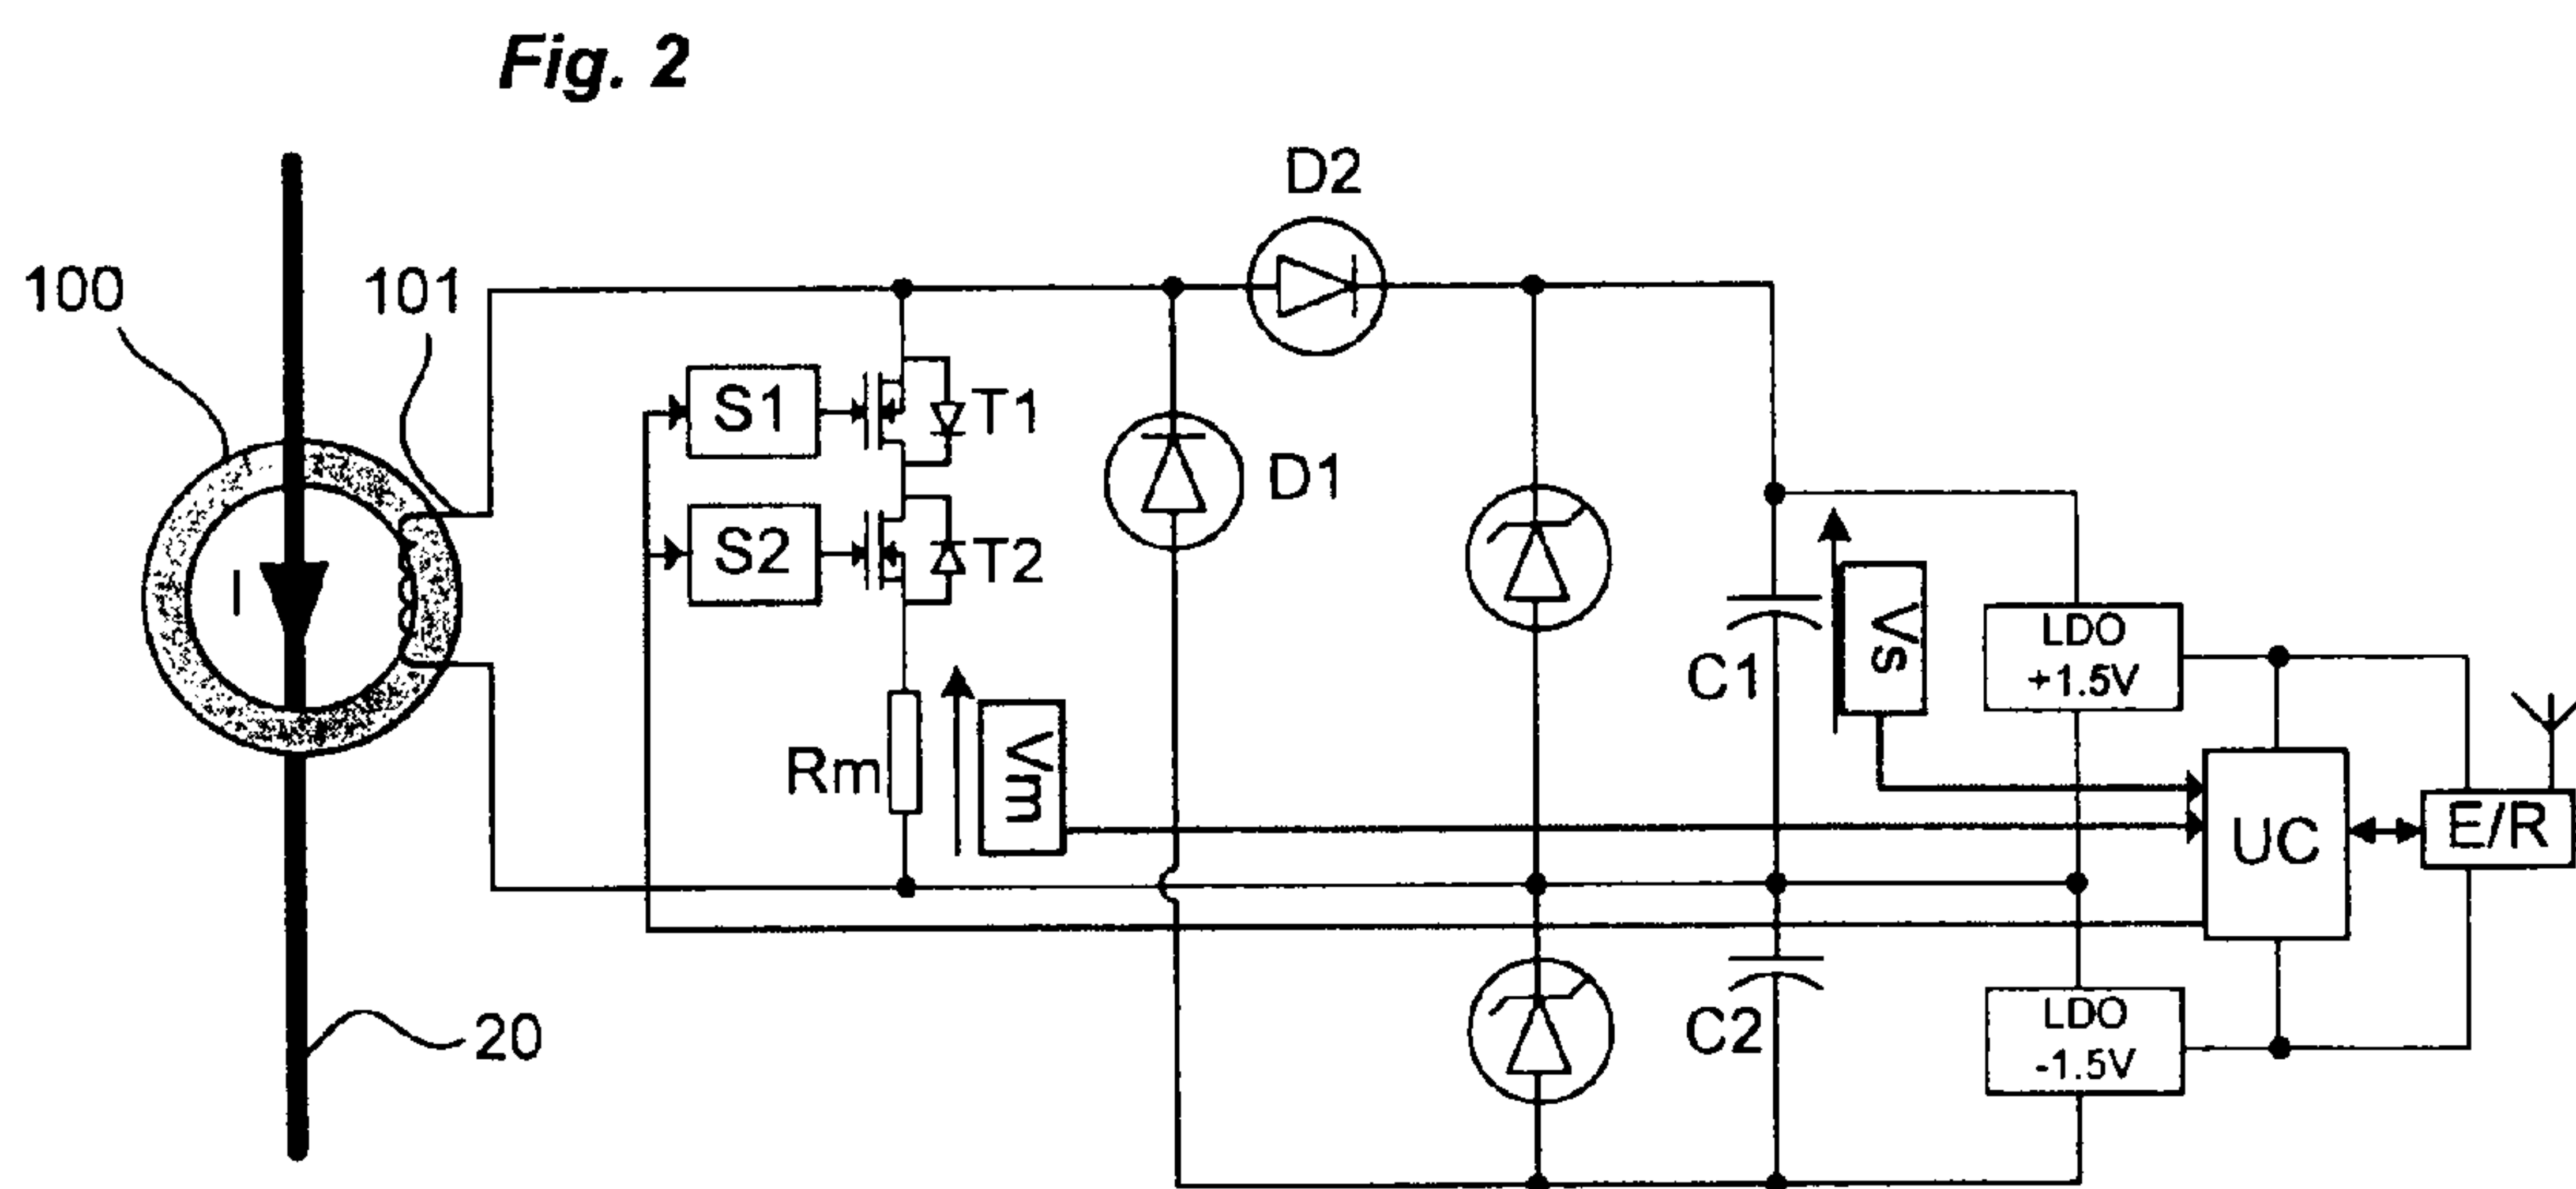 Fig. 2
D2
100
101
S1
T1
D1
S2
T2
I
Vs
LDO
+1.5V
C1
Rm
Vm
UC
E/R
C2
LDO
-1.5V
20